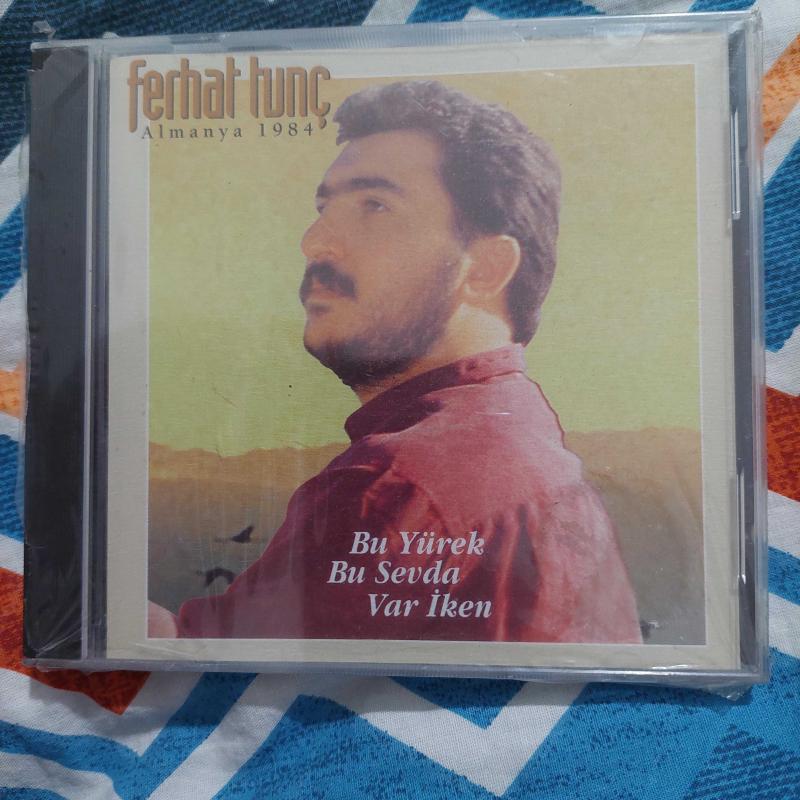 ferhat tunç
Almanya 1984
Bu Yürek
Bu Sevda
Var İken